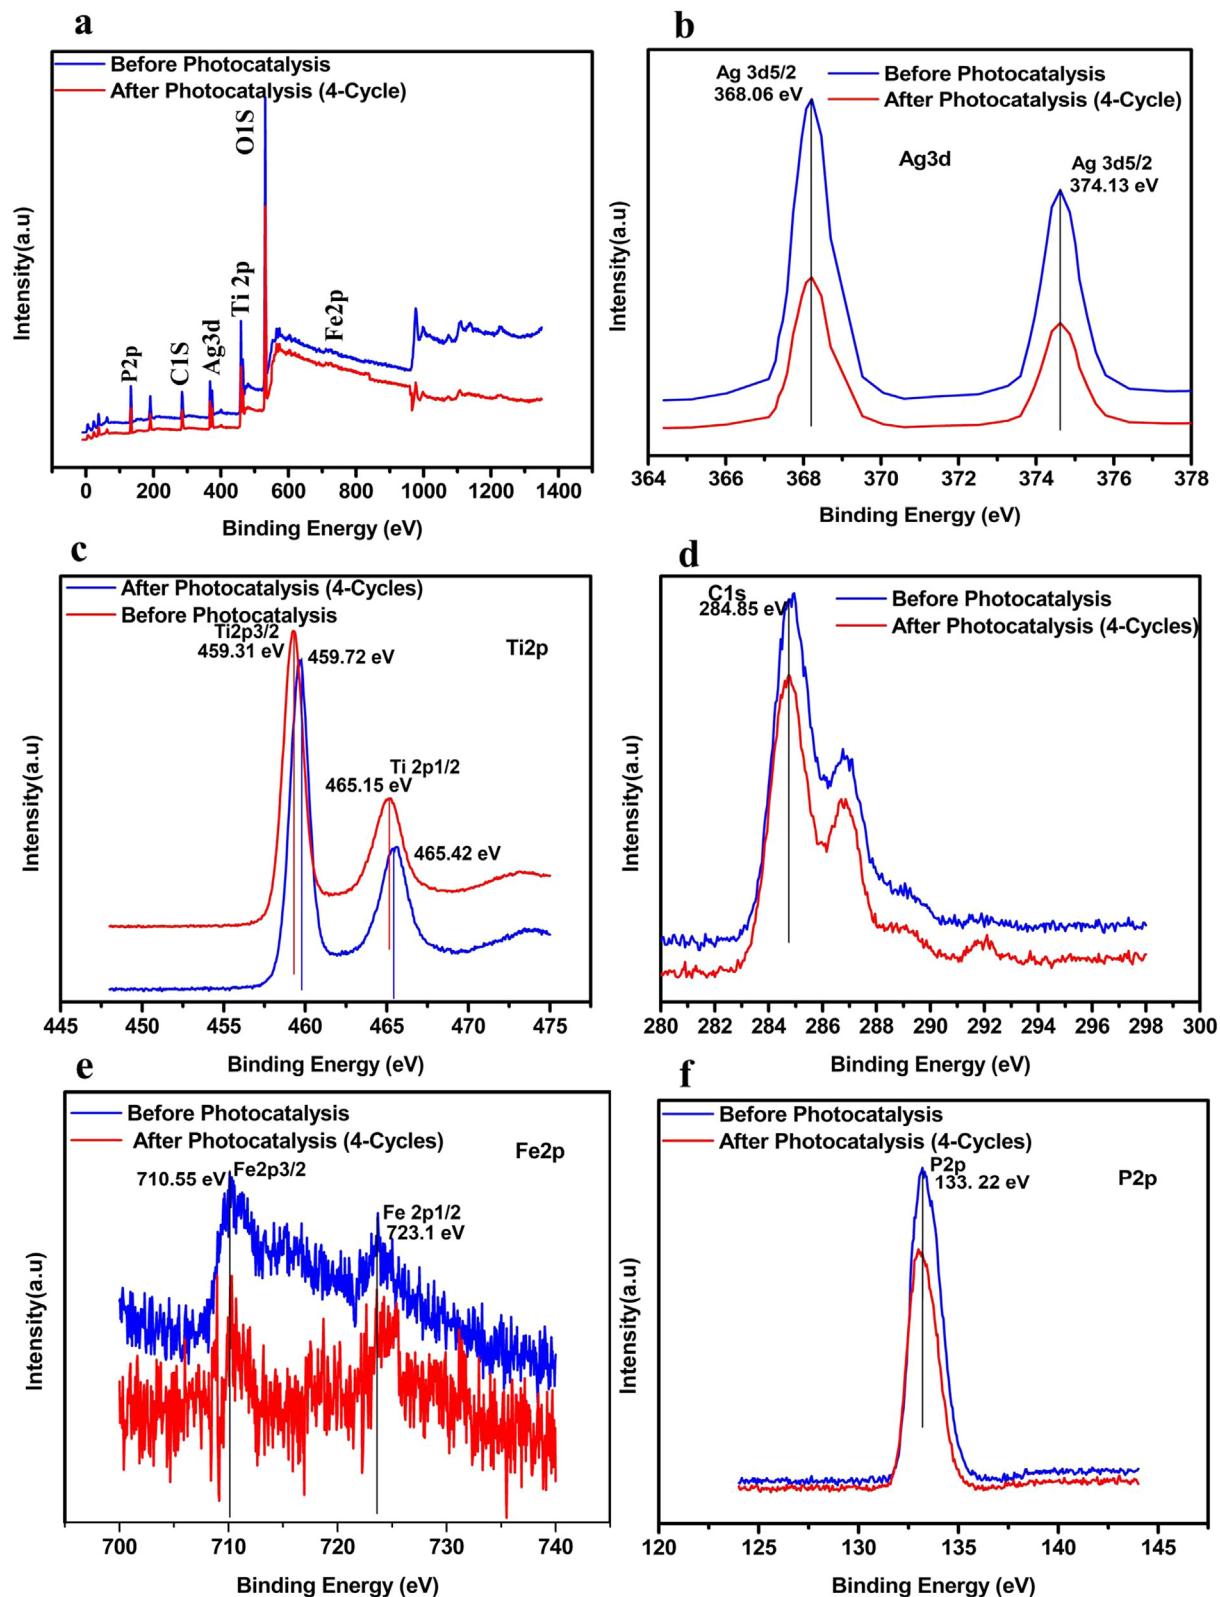 a
Before Photocatalysis
After Photocatalysis (4-Cycle)
P2p
C1S
Ag3d
Ti 2p
O1S
Fe2p
Intensity(a.u)
0 200 400 600 800 1000 1200 1400
Binding Energy (eV)
b
Ag 3d5/2
368.06 eV
Before Photocatalysis
After Photocatalysis (4-Cycle)
Ag3d
Ag 3d5/2
374.13 eV
Intensity(a.u)
364 366 368 370 372 374 376 378
Binding Energy (eV)
c
After Photocatalysis (4-Cycles)
Before Photocatalysis
Ti2p3/2
459.31 eV
459.72 eV
Ti2p
Ti 2p1/2
465.15 eV
465.42 eV
Intensity(a.u)
445 450 455 460 465 470 475
Binding Energy (eV)
d
C1s
284.85 eV
Before Photocatalysis
After Photocatalysis (4-Cycles)
Intensity(a.u)
280 282 284 286 288 290 292 294 296 298 300
Binding Energy (eV)
e
Before Photocatalysis
After Photocatalysis (4-Cycles)
Fe2p
710.55 eV
Fe2p3/2
Fe 2p1/2
723.1 eV
Intensity(a.u)
700 710 720 730 740
Binding Energy (eV)
f
Before Photocatalysis
After Photocatalysis (4-Cycles)
P2p
133. 22 eV
P2p
Intensity(a.u)
120 125 130 135 140 145
Binding Energy (eV)